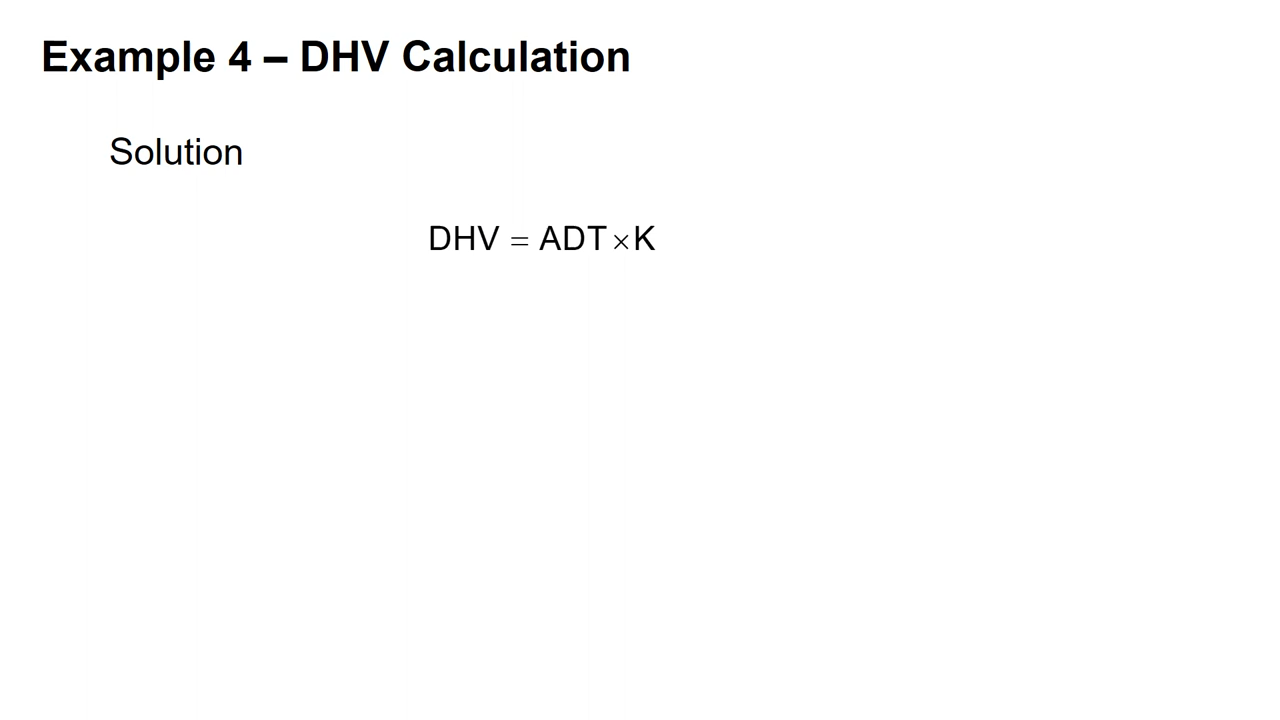 Example 4 – DHV Calculation
Solution
DHV = ADT × K